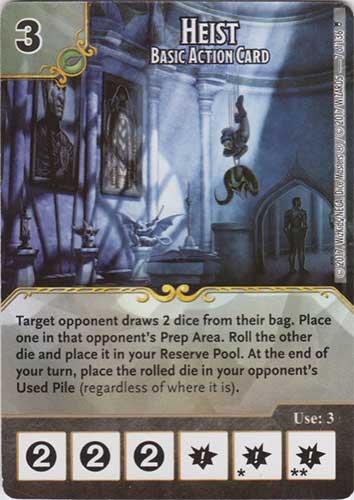 3
HEIST
BASIC ACTION CARD
Target opponent draws 2 dice from their bag. Place
one in that opponent's Prep Area. Roll the other
die and place it in your Reserve Pool. At the end of
your turn, place the rolled die in your opponent's
Used Pile (regardless of where it is).
Use: 3
2 2 2 ! ! !
* **